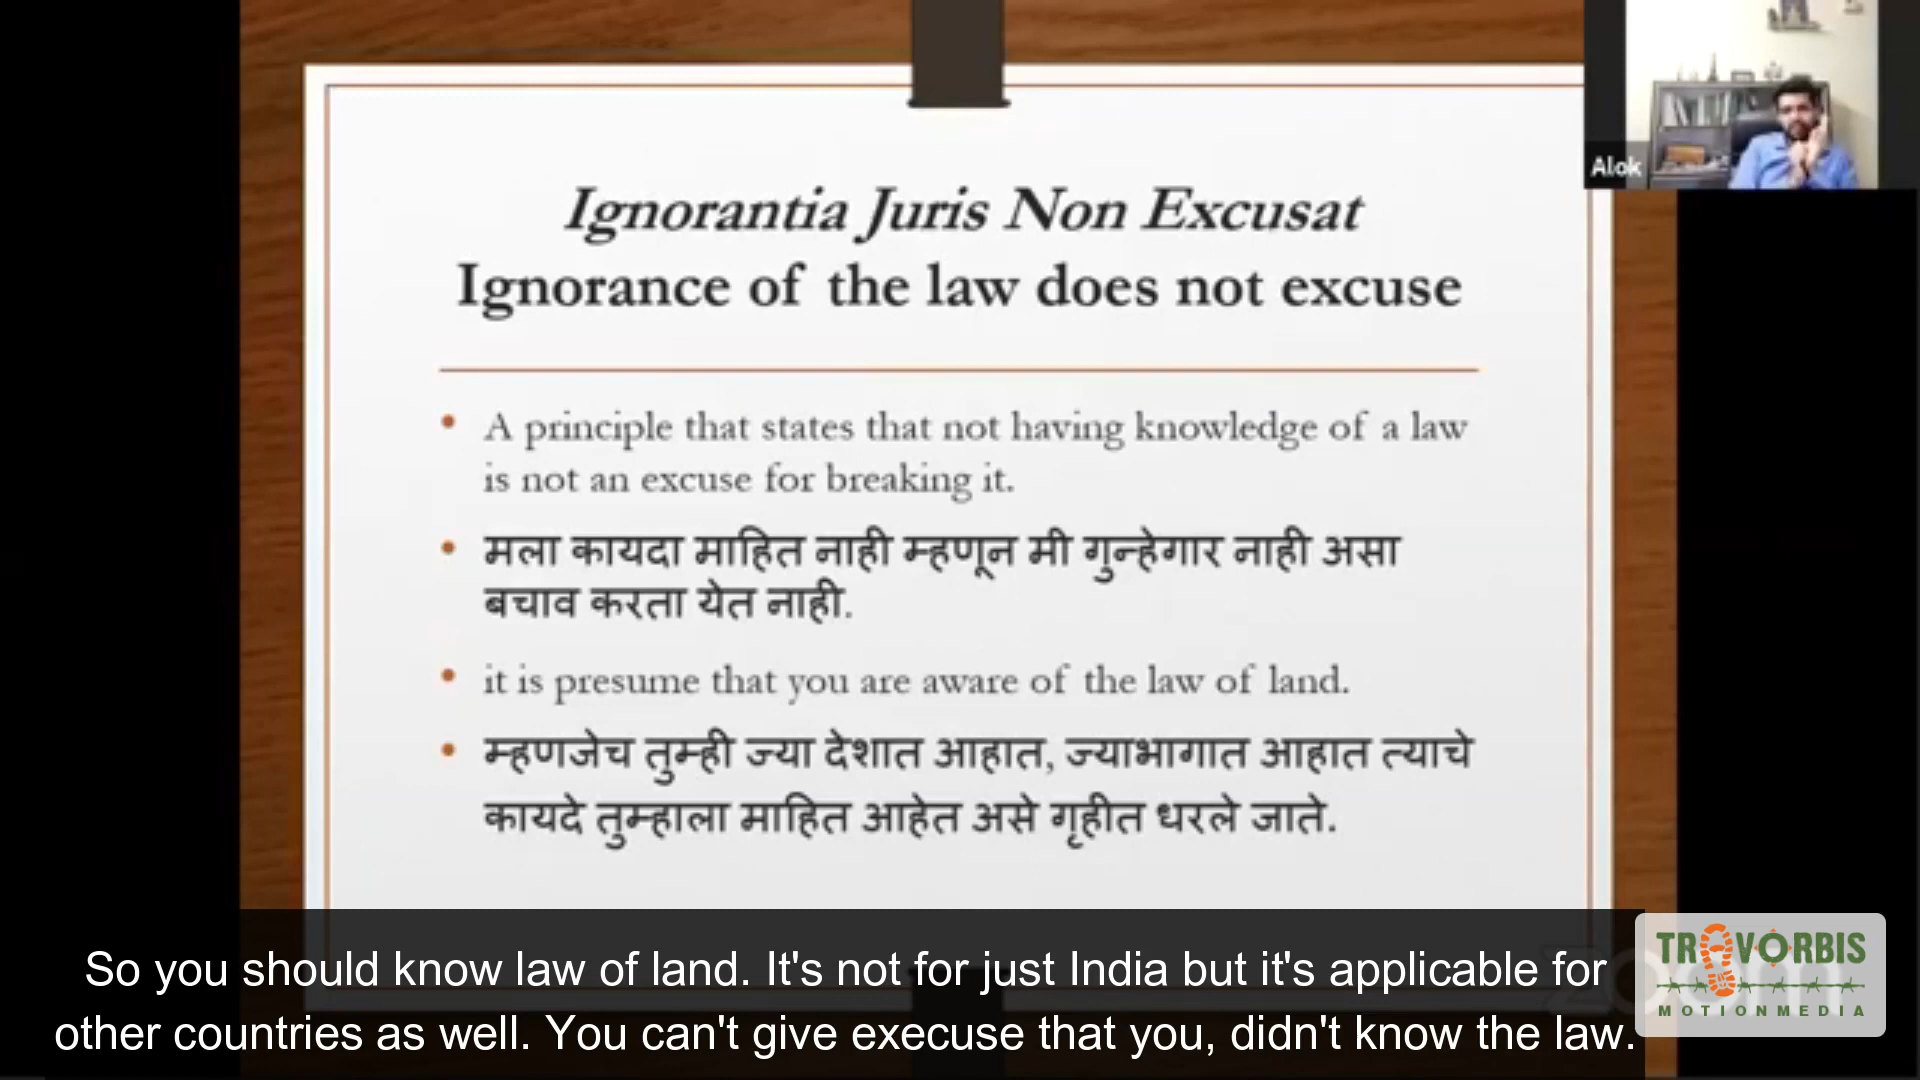 Ignorantia Juris Non Excusat
Ignorance of the law does not excuse
• A principle that states that not having knowledge of a law
is not an excuse for breaking it.
• मला कायदा माहित नाही म्हणून मी गुन्हेगार नाही असा
बचाव करता येत नाही.
• it is presume that you are aware of the law of land.
• म्हणजेच तुम्ही ज्या देशात आहात, ज्याभागात आहात त्याचे
कायदे तुम्हाला माहित आहेत असे गृहीत धरले जाते.
Alok
So you should know law of land. It's not for just India but it's applicable for
other countries as well. You can't give execuse that you, didn't know the law.
TRAVORBIS
MOTIONMEDIA
zoom